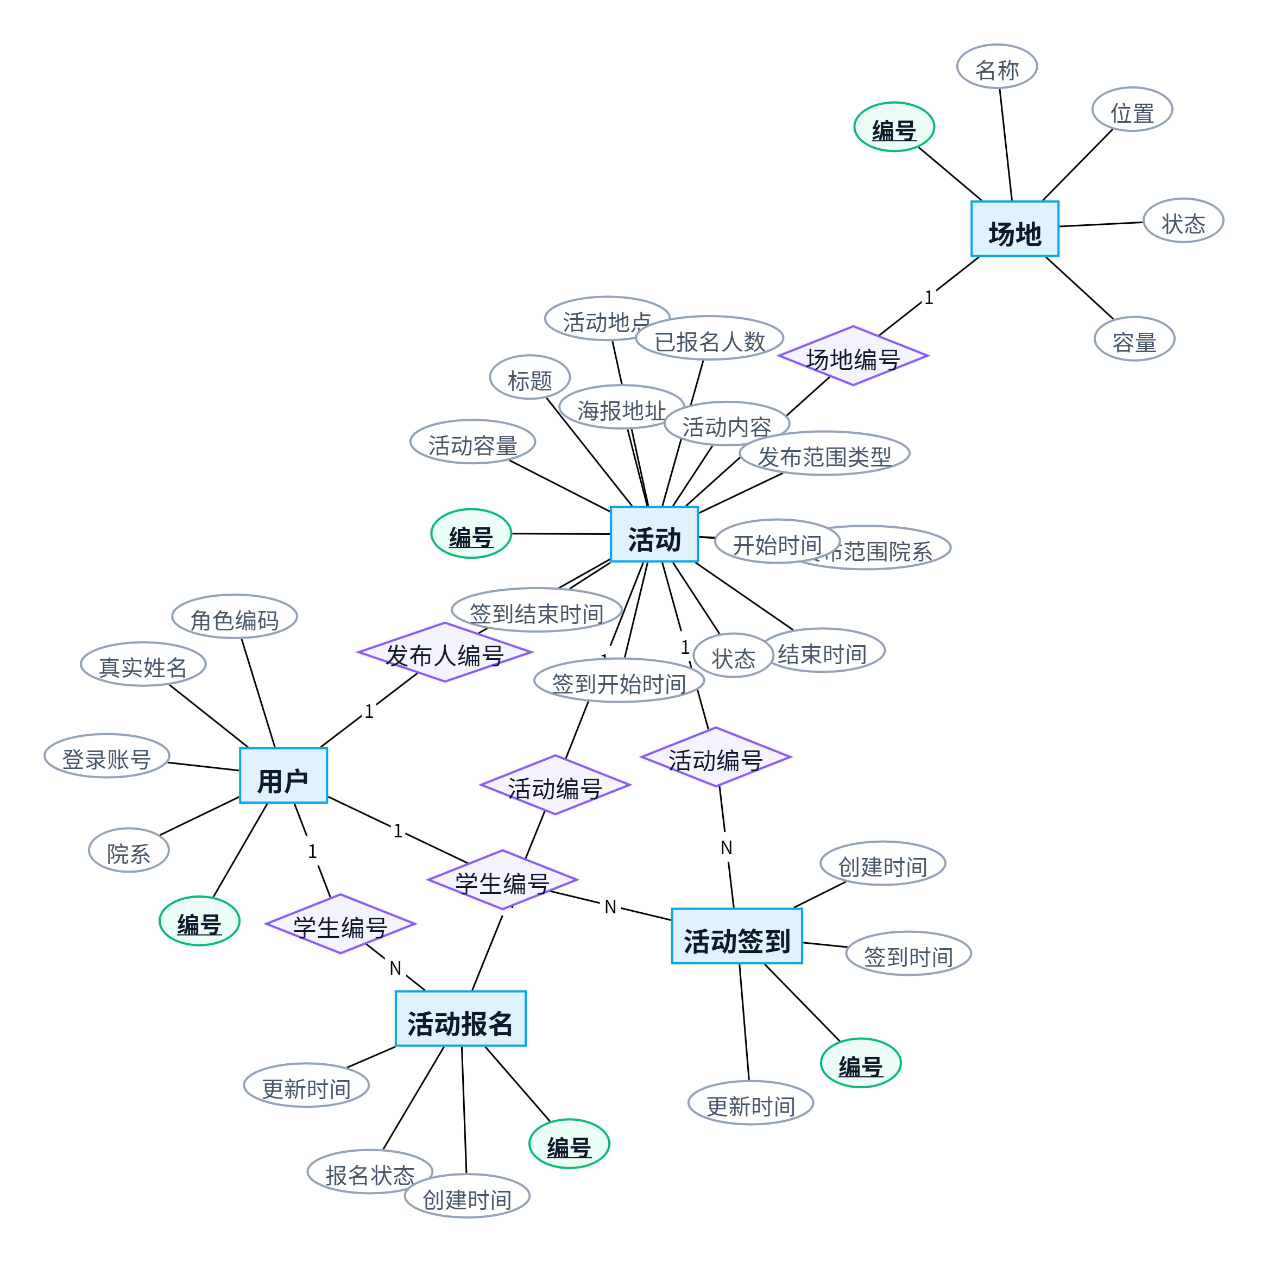 名称
位置
编号
状态
场地
1
容量
活动地点
已报名人数
场地编号
标题
海报地址
活动内容
活动容量
发布范围类型
编号
活动
开始时间
布范围院系
签到结束时间
角色编码
发布人编号
真实姓名
1
状态
结束时间
签到开始时间
1
登录账号
用户
活动编号
活动编号
1
院系
1
N
创建时间
学生编号
编号
学生编号
N
活动签到
签到时间
N
活动报名
更新时间
编号
更新时间
编号
报名状态
创建时间